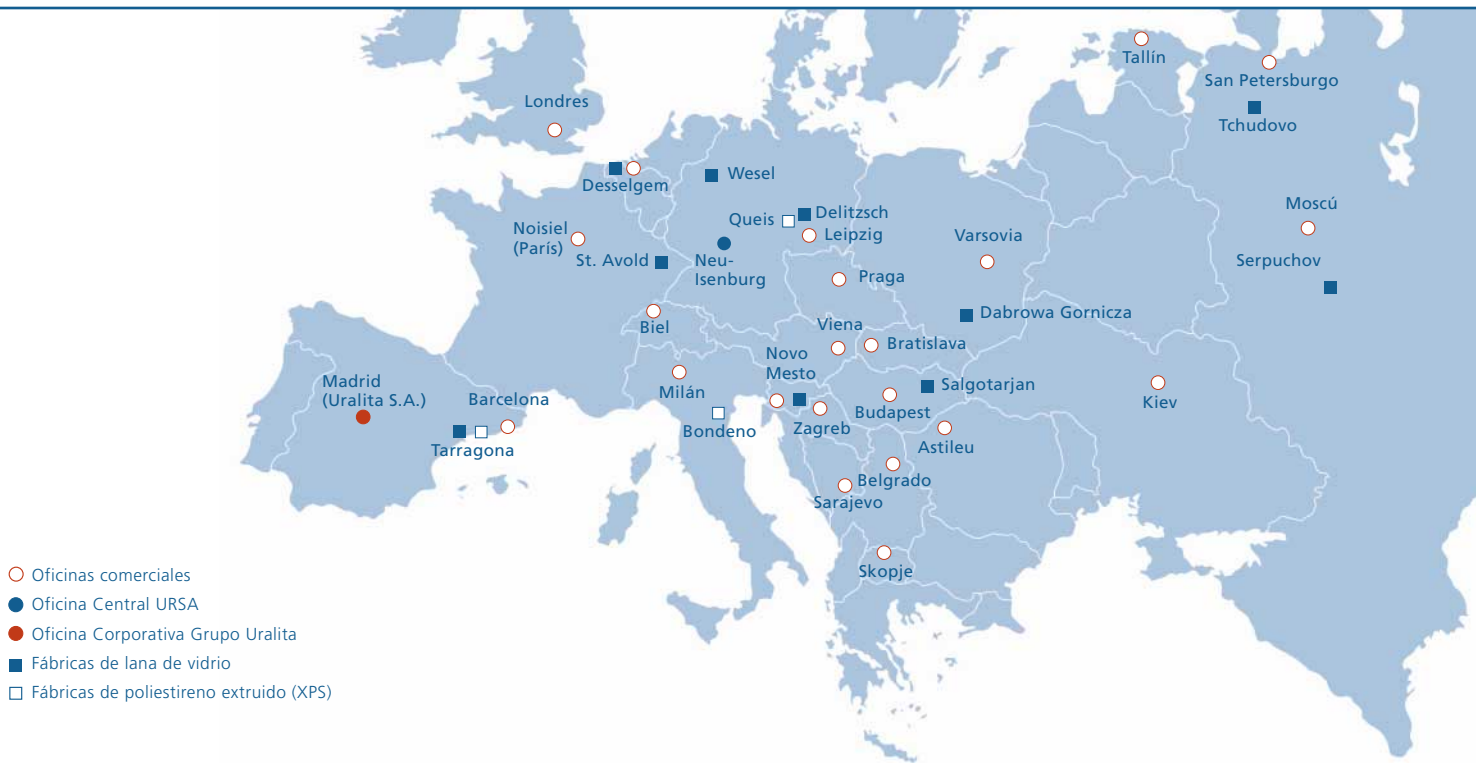 Tallín
San Petersburgo
Londres
Tchudovo
Wesel
Desselgem
Moscú
Delitzsch
Queis
Noisiel
(París)
Leipzig
Varsovia
St. Avold
Neu-
Isenburg
Serpuchov
Praga
Dabrowa Gornicza
Biel
Viena
Bratislava
Novo
Mesto
Madrid
(Uralita S.A.)
Milán
Salgotarjan
Barcelona
Kiev
Budapest
Zagreb
Bondeno
Astileu
Tarragona
Belgrado
Sarajevo
Skopje
Oficinas comerciales
Oficina Central URSA
Oficina Corporativa Grupo Uralita
Fábricas de lana de vidrio
Fábricas de poliestireno extruido (XPS)